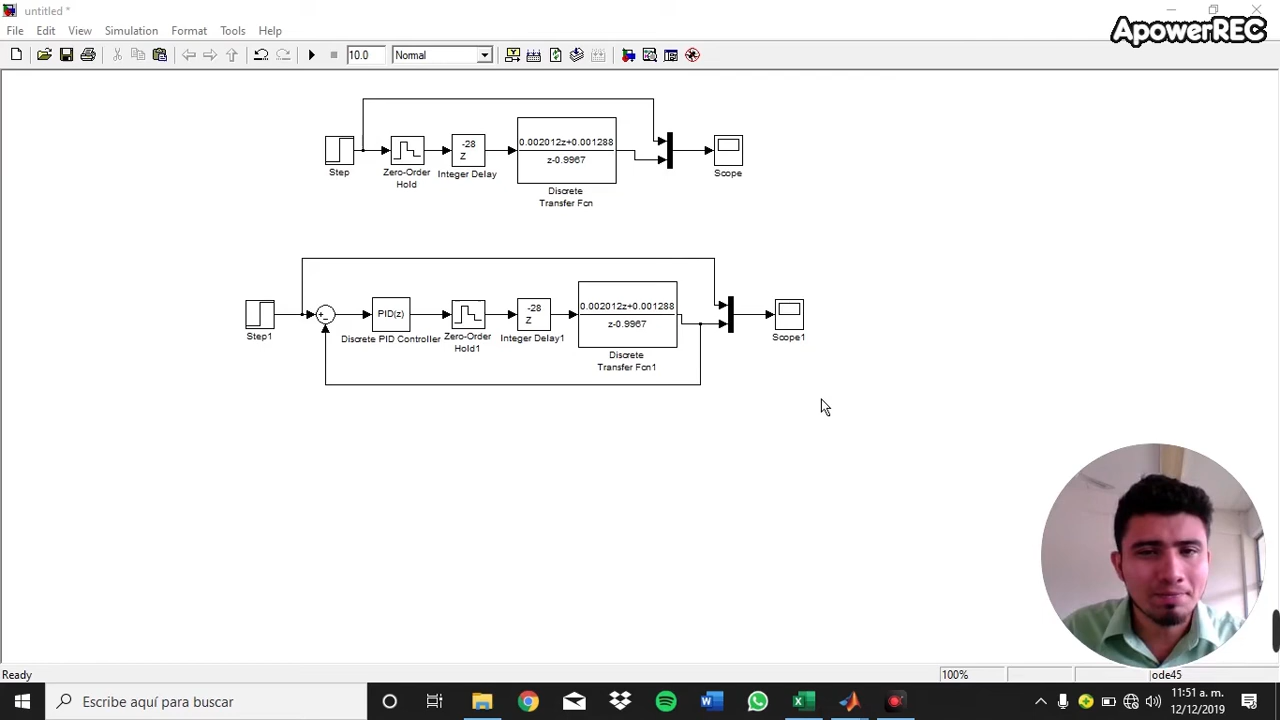 untitled *
ApowerREC
File Edit View Simulation Format Tools Help
10.0 Normal
-28
Z
0.002012z+0.001288
z-0.9967
Step
Zero-Order
Hold
Integer Delay
Discrete
Transfer Fcn
Scope
+
-
PID(z)
-28
Z
0.002012z+0.001288
z-0.9967
Step1
Discrete PID Controller
Zero-Order
Hold1
Integer Delay1
Discrete
Transfer Fcn1
Scope1
Ready 100% ode45
Escribe aquí para buscar
11:51 a. m.
12/12/2019